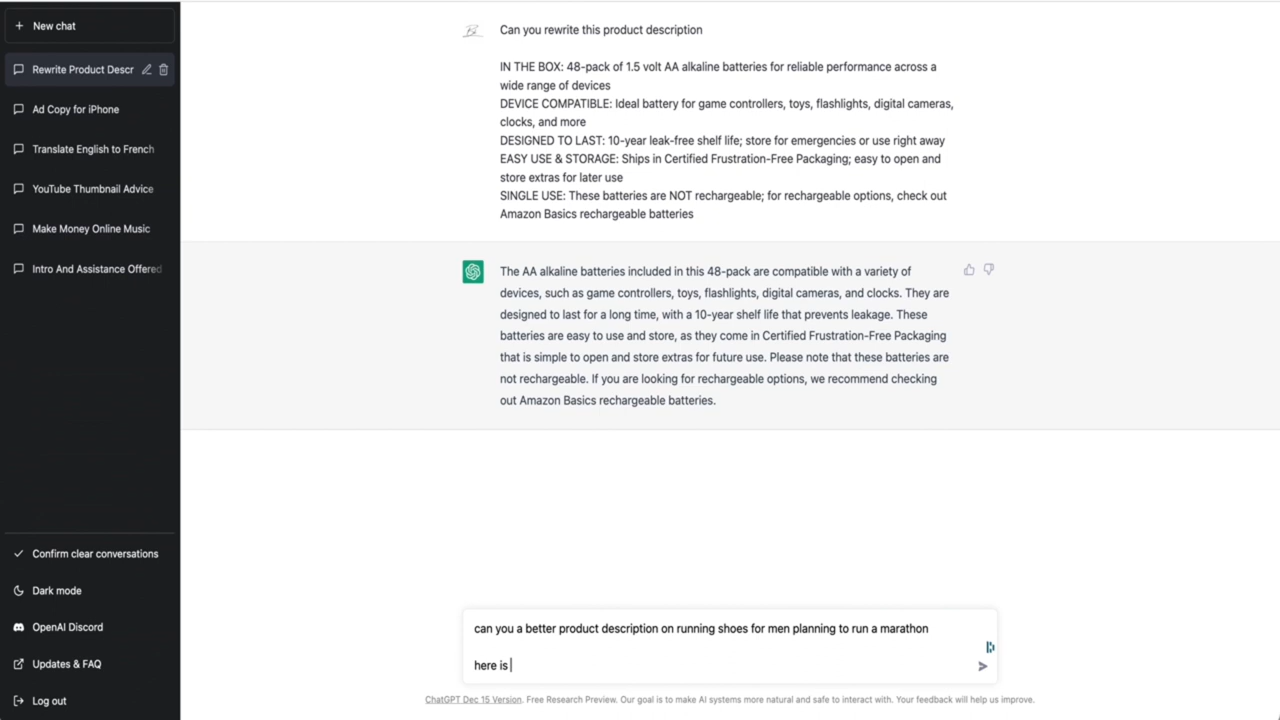 New chat
Rewrite Product Descr
Ad Copy for iPhone
Translate English to French
YouTube Thumbnail Advice
Make Money Online Music
Intro And Assistance Offered
Confirm clear conversations
Dark mode
OpenAI Discord
Updates & FAQ
Log out
Can you rewrite this product description
IN THE BOX: 48-pack of 1.5 volt AA alkaline batteries for reliable performance across a
wide range of devices
DEVICE COMPATIBLE: Ideal battery for game controllers, toys, flashlights, digital cameras,
clocks, and more
DESIGNED TO LAST: 10-year leak-free shelf life; store for emergencies or use right away
EASY USE & STORAGE: Ships in Certified Frustration-Free Packaging; easy to open and
store extras for later use
SINGLE USE: These batteries are NOT rechargeable; for rechargeable options, check out
Amazon Basics rechargeable batteries
The AA alkaline batteries included in this 48-pack are compatible with a variety of
devices, such as game controllers, toys, flashlights, digital cameras, and clocks. They are
designed to last for a long time, with a 10-year shelf life that prevents leakage. These
batteries are easy to use and store, as they come in Certified Frustration-Free Packaging
that is simple to open and store extras for future use. Please note that these batteries are
not rechargeable. If you are looking for rechargeable options, we recommend checking
out Amazon Basics rechargeable batteries.
can you a better product description on running shoes for men planning to run a marathon
here is
ChatGPT Dec 15 Version. Free Research Preview. Our goal is to make AI systems more natural and safe to interact with. Your feedback will help us improve.